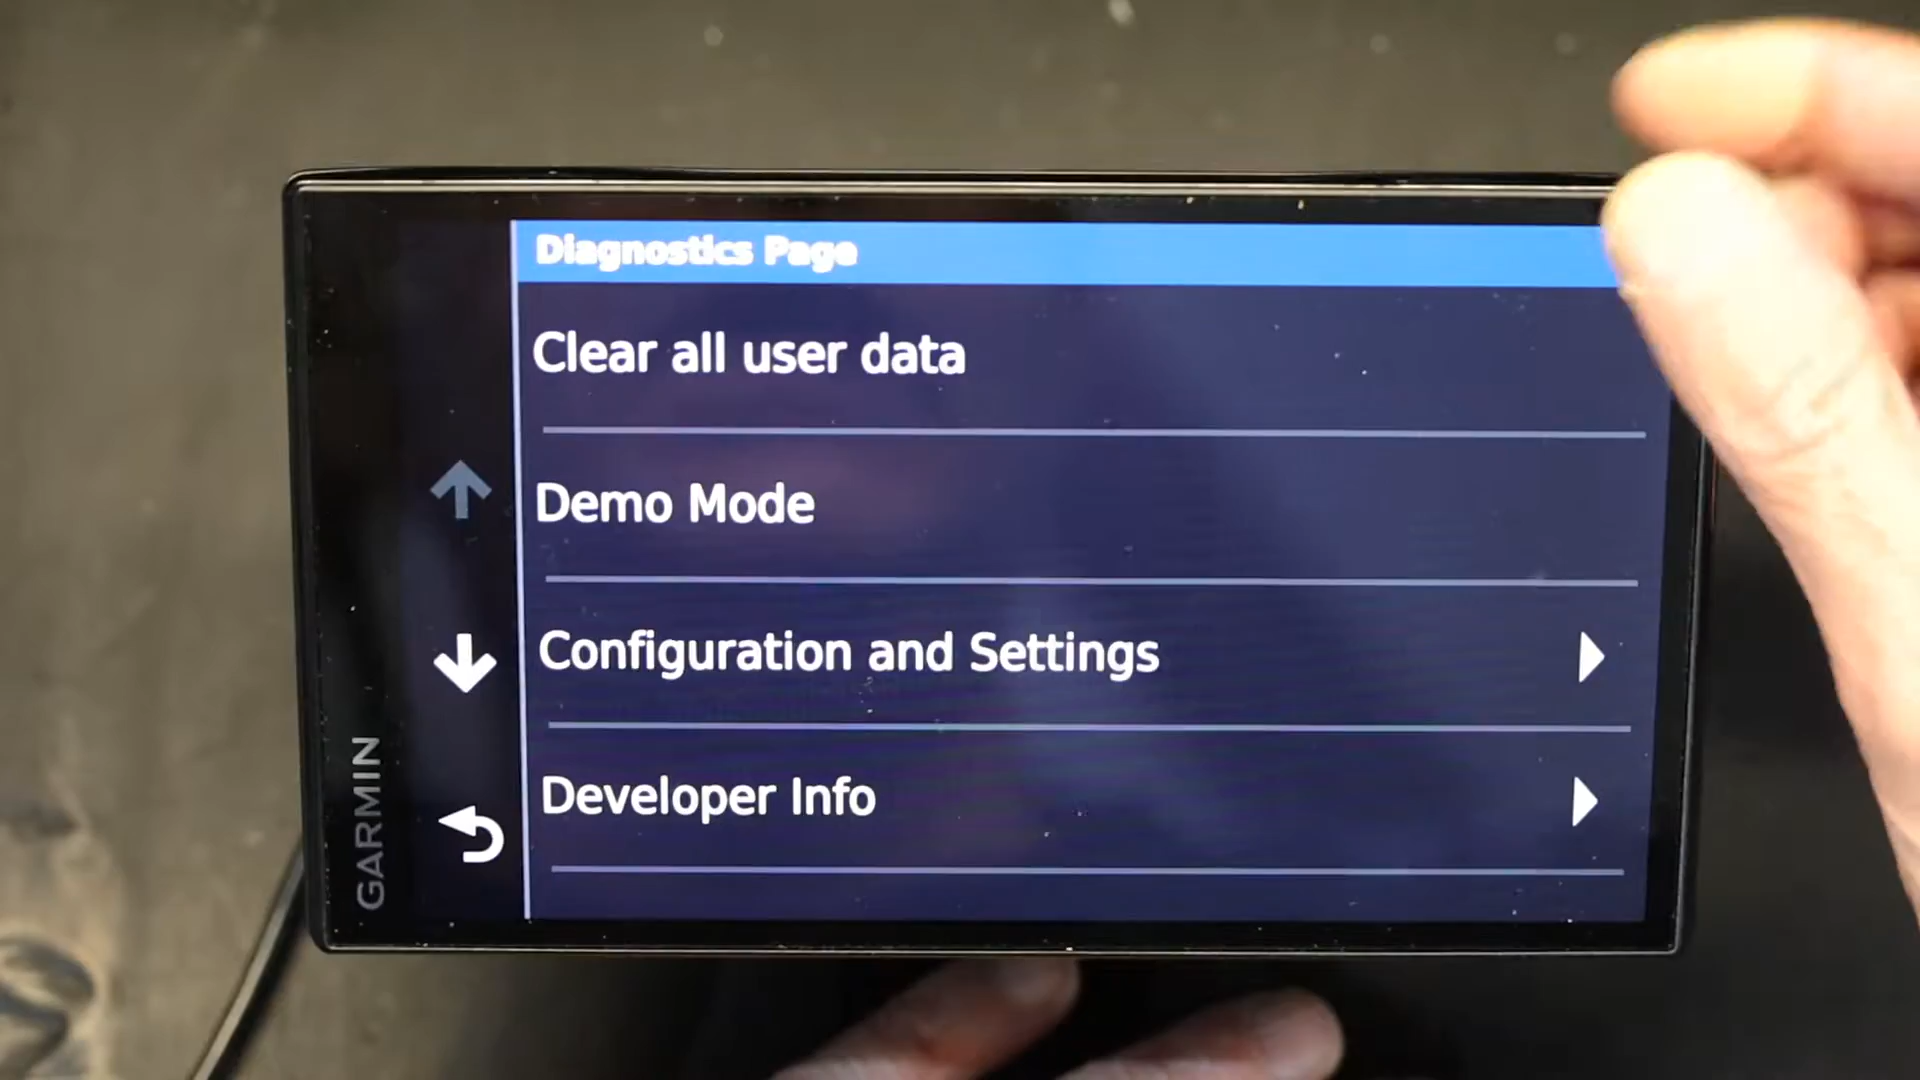 Diagnostics Page
Clear all user data
Demo Mode
Configuration and Settings
Developer Info
GARMIN